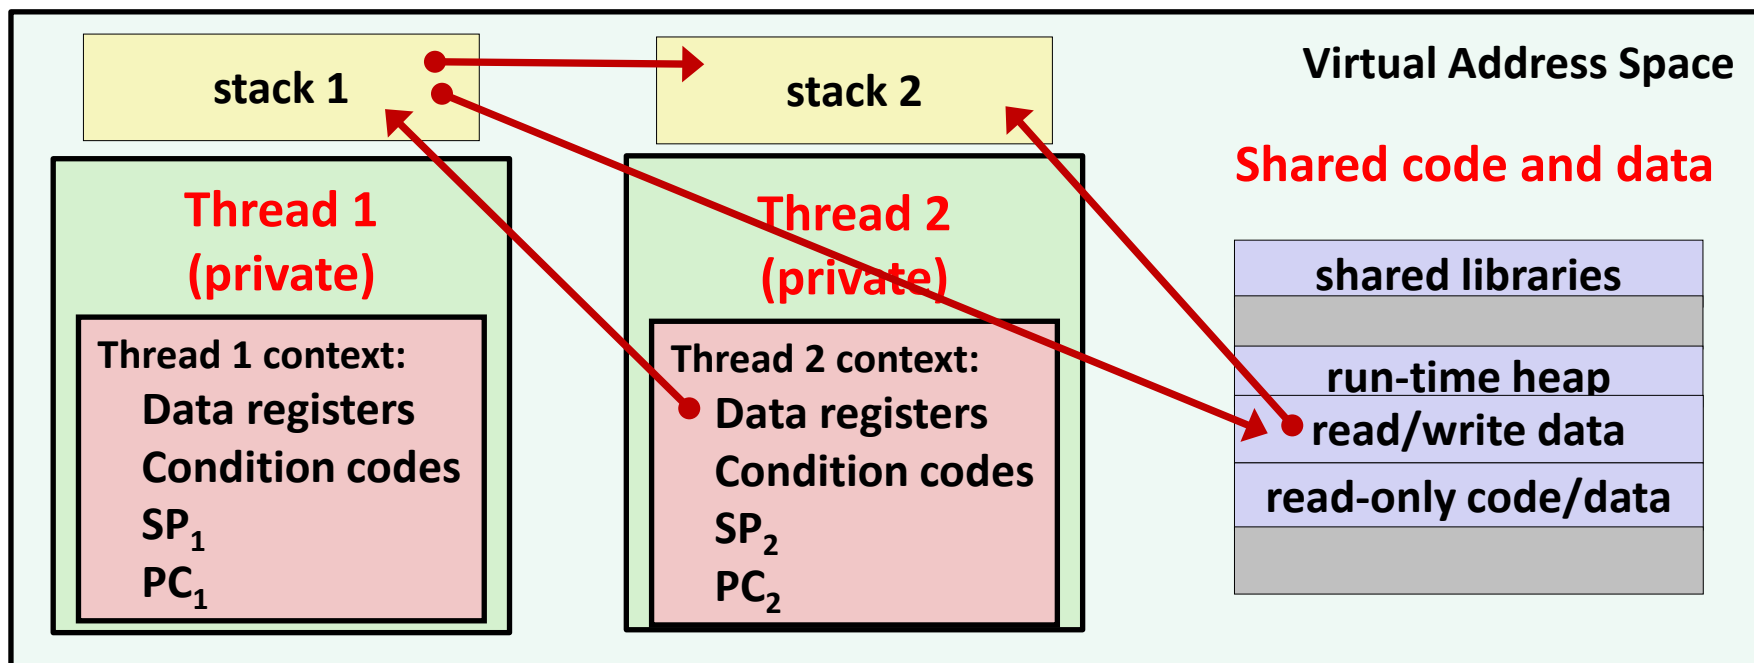 stack 1
stack 2
Virtual Address Space
Shared code and data
Thread 1
(private)
Thread 1 context:
Data registers
Condition codes
SP1
PC1
Thread 2
(private)
Thread 2 context:
Data registers
Condition codes
SP2
PC2
shared libraries
run-time heap
read/write data
read-only code/data